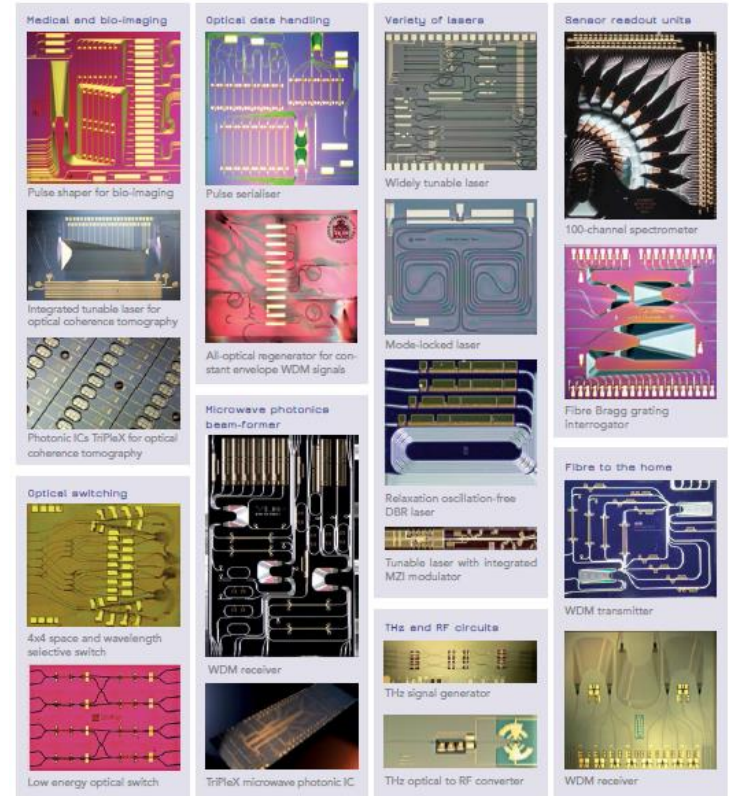 Medical and bio-imaging
Pulse shaper for bio-imaging
Integrated tunable laser for
optical coherence tomography
Photonic ICs TriPleX for optical
coherence tomography
Optical switching
4x4 space and wavelength
selective switch
Low energy optical switch
Optical data handling
Pulse serialiser
All-optical regenerator for con-
stant envelope WDM signals
Microwave photonics
beam-former
WDM receiver
TriPleX microwave photonic IC
Variety of lasers
Widely tunable laser
Mode-locked laser
Relaxation oscillation-free
DBR laser
Tunable laser with integrated
MZI modulator
THz and RF circuits
THz signal generator
THz optical to RF converter
Sensor readout units
100-channel spectrometer
Fibre Bragg grating
interrogator
Fibre to the home
WDM transmitter
WDM receiver